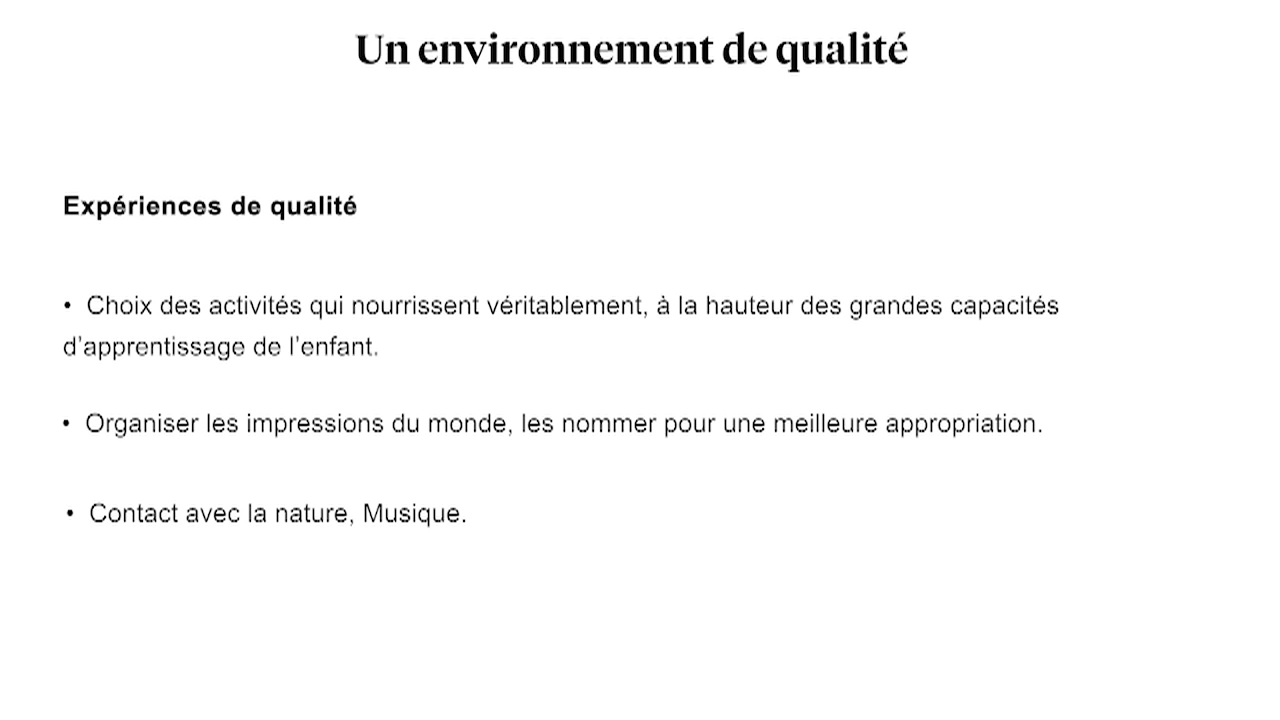 Un environnement de qualité
Expériences de qualité
• Choix des activités qui nourrissent véritablement, à la hauteur des grandes capacités
d'apprentissage de l'enfant.
• Organiser les impressions du monde, les nommer pour une meilleure appropriation.
• Contact avec la nature, Musique.